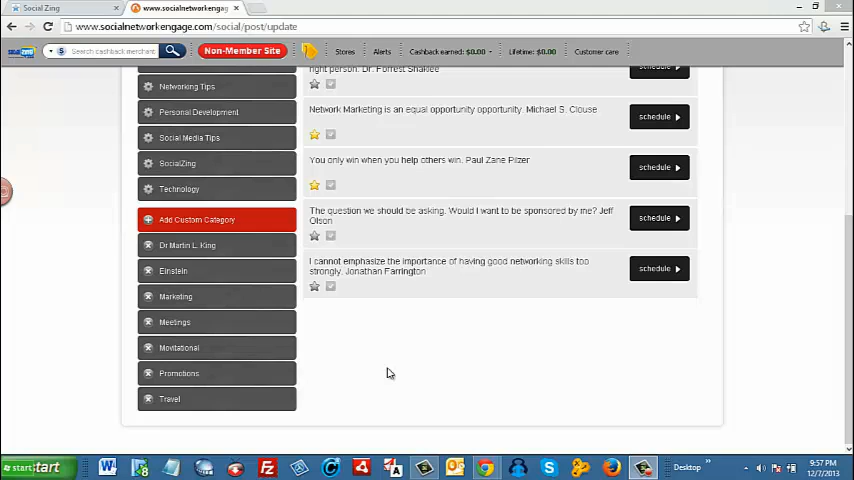 Social Zing
www.socialnetworkengag
www.socialnetworkengage.com/social/post/update
S
Search cashback merchant
Non-Member Site
Stores
Alerts
Cashback earned: $0.00
Lifetime: $0.00
Customer care
right person. Dr. Forrest Shaklee
schedule
Networking Tips
Personal Development
Social Media Tips
SocialZing
Technology
Add Custom Category
Dr Martin L. King
Einstein
Marketing
Meetings
Movitational
Promotions
Travel
Network Marketing is an equal opportunity opportunity. Michael S. Clouse
schedule
You only win when you help others win. Paul Zane Pilzer
schedule
The question we should be asking. Would I want to be sponsored by me? Jeff
Olson
schedule
I cannot emphasize the importance of having good networking skills too
strongly. Jonathan Farrington
schedule
start
Desktop
9:57 PM
12/7/2013